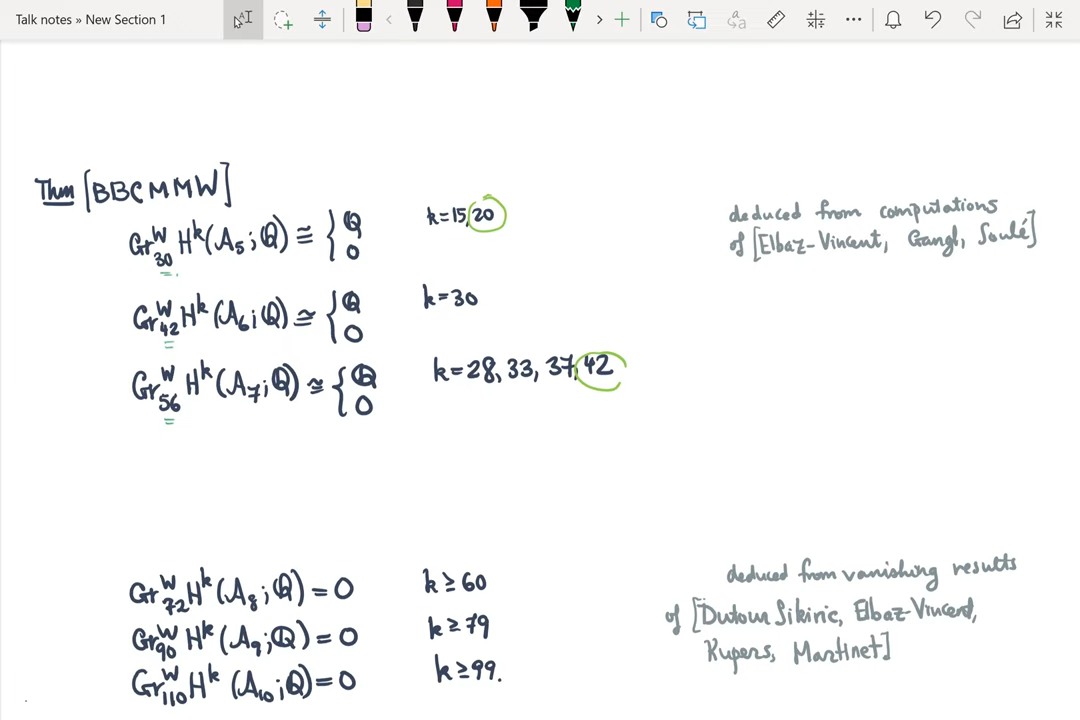 Talk notes » New Section 1
Thm [BBCMMW]
Gr^W_30 H^k(A_5; Q) ≅ { Q k=15, 20
0
deduced from computations
of [Elbaz-Vincent, Gangl, Soulé]
Gr^W_42 H^k(A_6; Q) ≅ { Q k=30
0
Gr^W_56 H^k(A_7; Q) ≅ { Q k=28, 33, 37, 42
0
Gr^W_72 H^k(A_8; Q) = 0 k≥60
Gr^W_90 H^k(A_9; Q) = 0 k≥79
Gr^W_110 H^k(A_10; Q) = 0 k≥99.
deduced from vanishing results
of [Dutour Sikiric, Elbaz-Vincent,
Kupers, Martinet]